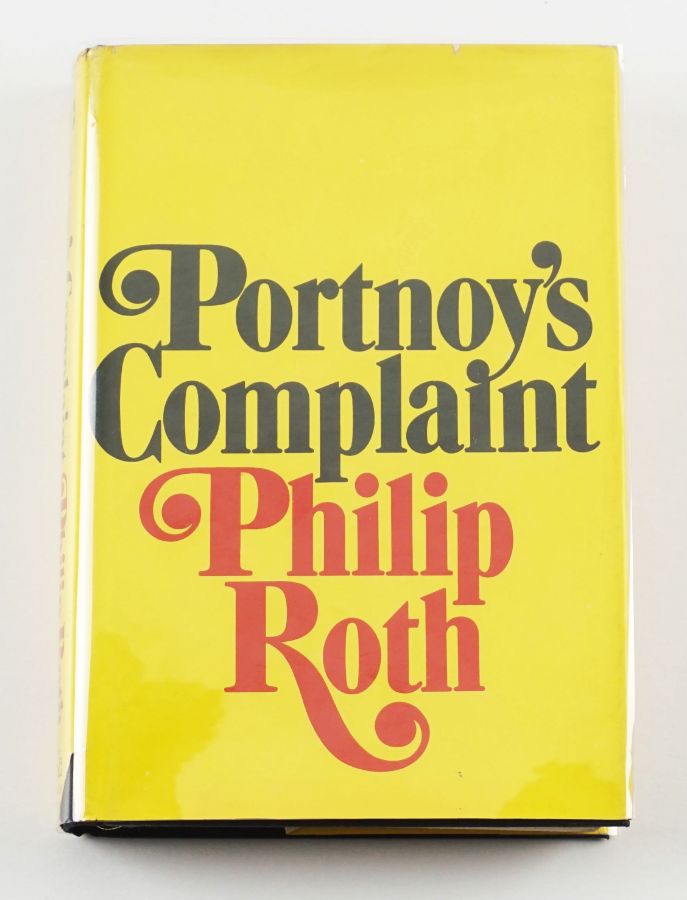 Portnoy's
Complaint
Philip
Roth